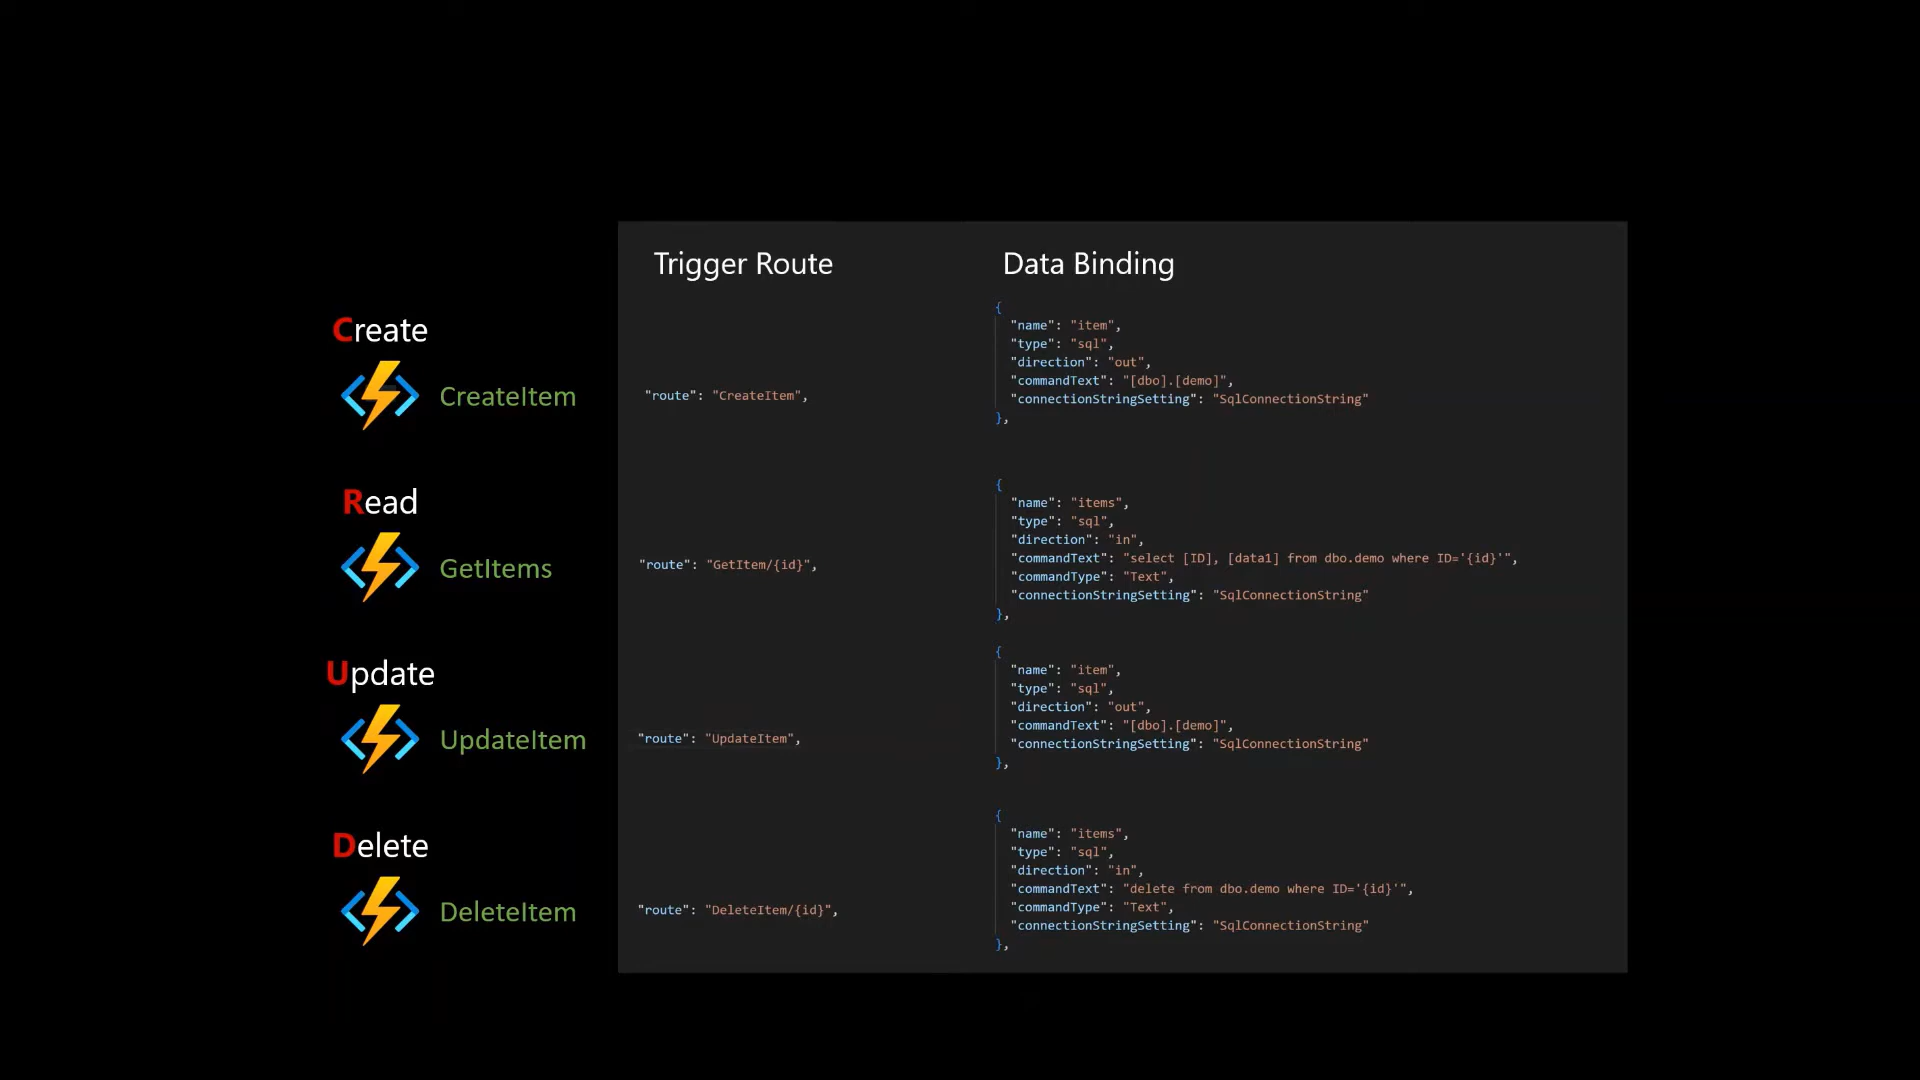 Trigger Route
Data Binding
Create
CreateItem
"route": "CreateItem",
{
"name": "item",
"type": "sql",
"direction": "out",
"commandText": "[dbo].[demo]",
"connectionStringSetting": "SqlConnectionString"
},
Read
GetItems
"route": "GetItem/{id}",
{
"name": "items",
"type": "sql",
"direction": "in",
"commandText": "select [ID], [data1] from dbo.demo where ID='{id}'",
"commandType": "Text",
"connectionStringSetting": "SqlConnectionString"
},
Update
UpdateItem
"route": "UpdateItem",
{
"name": "item",
"type": "sql",
"direction": "out",
"commandText": "[dbo].[demo]",
"connectionStringSetting": "SqlConnectionString"
},
Delete
DeleteItem
"route": "DeleteItem/{id}",
{
"name": "items",
"type": "sql",
"direction": "in",
"commandText": "delete from dbo.demo where ID='{id}'",
"commandType": "Text",
"connectionStringSetting": "SqlConnectionString"
},